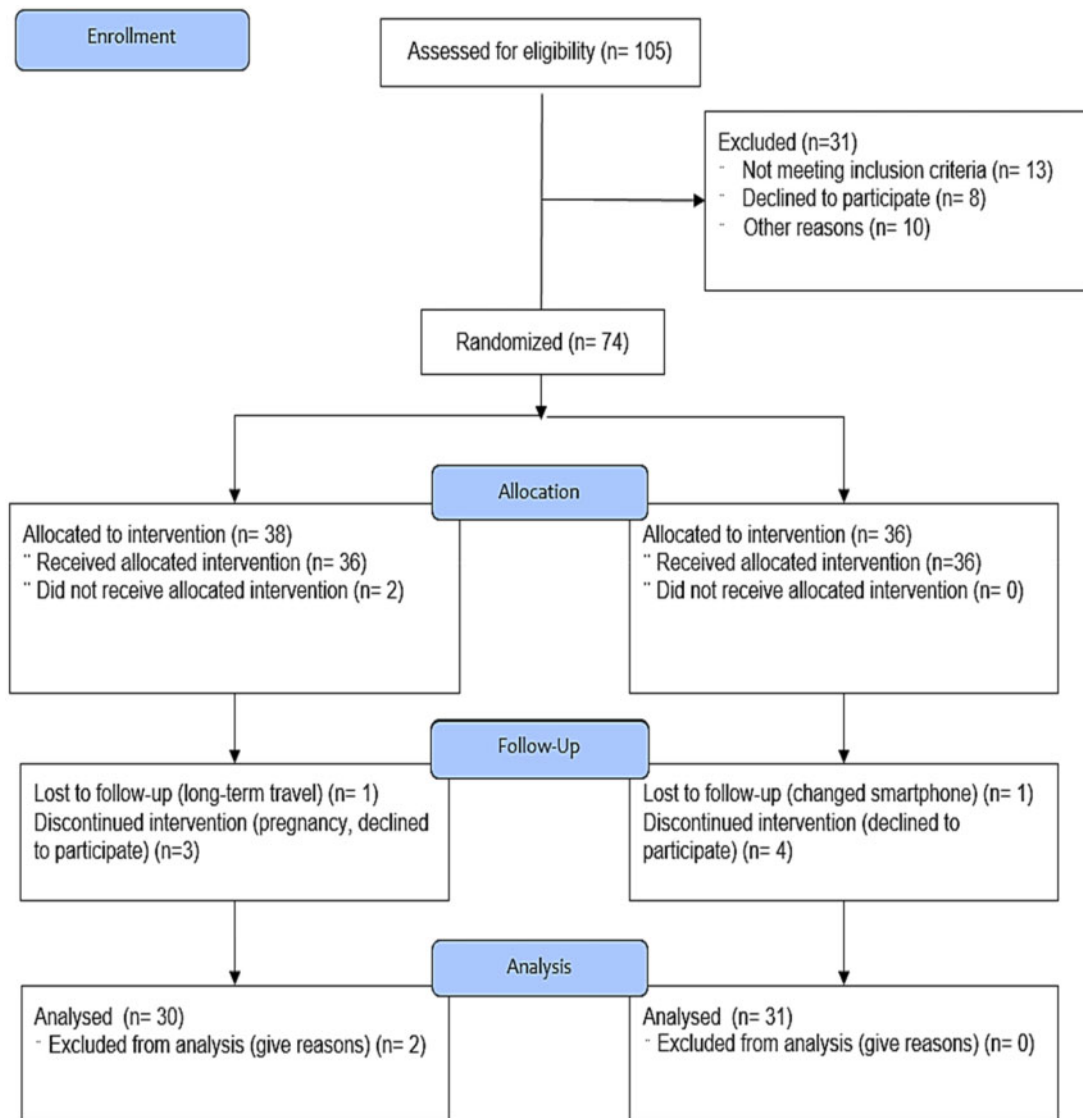 Enrollment
Assessed for eligibility (n= 105)
Excluded (n=31)
- Not meeting inclusion criteria (n= 13)
- Declined to participate (n= 8)
- Other reasons (n= 10)
Randomized (n= 74)
Allocation
Allocated to intervention (n= 38)
¨ Received allocated intervention (n= 36)
¨ Did not receive allocated intervention (n= 2)
Allocated to intervention (n= 36)
¨ Received allocated intervention (n=36)
¨ Did not receive allocated intervention (n= 0)
Follow-Up
Lost to follow-up (long-term travel) (n= 1)
Discontinued intervention (pregnancy, declined
to participate) (n=3)
Lost to follow-up (changed smartphone) (n= 1)
Discontinued intervention (declined to
participate) (n= 4)
Analysis
Analysed (n= 30)
- Excluded from analysis (give reasons) (n= 2)
Analysed (n= 31)
- Excluded from analysis (give reasons) (n= 0)